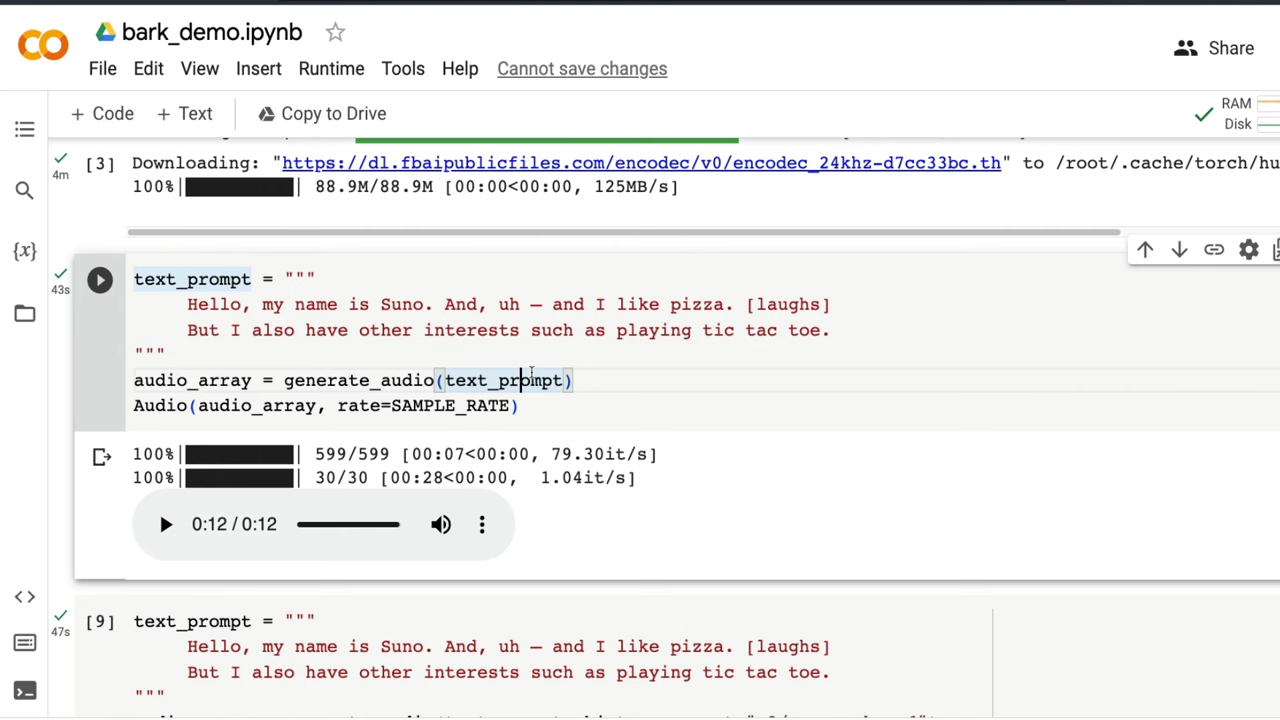 bark_demo.ipynb
Share
File Edit View Insert Runtime Tools Help Cannot save changes
+ Code + Text Copy to Drive
RAM
Disk
4m
[3] Downloading: "https://dl.fbaipublicfiles.com/encodec/v0/encodec_24khz-d7cc33bc.th" to /root/.cache/torch/hu
100%| | 88.9M/88.9M [00:00<00:00, 125MB/s]
{x}
43s
text_prompt = """
Hello, my name is Suno. And, uh — and I like pizza. [laughs]
But I also have other interests such as playing tic tac toe.
"""
audio_array = generate_audio(text_prompt)
Audio(audio_array, rate=SAMPLE_RATE)
100%| | 599/599 [00:07<00:00, 79.30it/s]
100%| | 30/30 [00:28<00:00, 1.04it/s]
0:12 / 0:12
47s
[9] text_prompt = """
Hello, my name is Suno. And, uh — and I like pizza. [laughs]
But I also have other interests such as playing tic tac toe.
"""